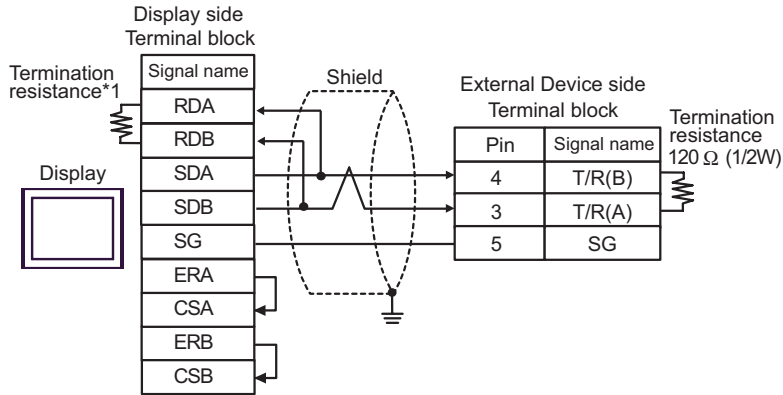 Display side
Terminal block
Termination
resistance*1
Signal name
RDA
RDB
SDA
SDB
SG
ERA
CSA
ERB
CSB
Display
Shield
External Device side
Terminal block
Pin Signal name
4 T/R(B)
3 T/R(A)
5 SG
Termination
resistance
120 Ω (1/2W)